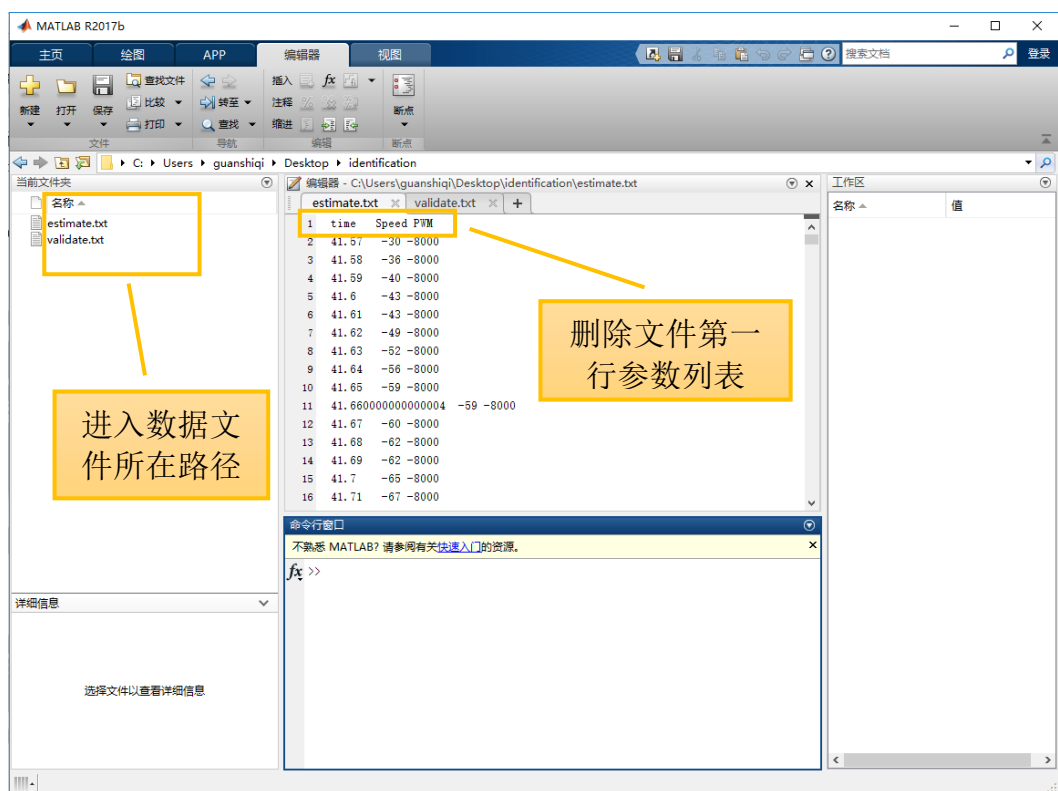 MATLAB R2017b
主页 绘图 APP 编辑器 视图 搜索文档 登录
新建 打开 保存 查找文件 比较 打印 转至 查找 插入 fx 注释 缩进 断点
文件 导航 编辑 断点
C: Users guanshiqi Desktop identification
当前文件夹
名称
estimate.txt
validate.txt
进入数据文
件所在路径
详细信息
选择文件以查看详细信息
编辑器 - C:\Users\guanshiqi\Desktop\identification\estimate.txt
estimate.txt validate.txt +
1 time Speed PWM
2 41.57 -30 -8000
3 41.58 -36 -8000
4 41.59 -40 -8000
5 41.6 -43 -8000
6 41.61 -43 -8000
7 41.62 -49 -8000
8 41.63 -52 -8000
9 41.64 -56 -8000
10 41.65 -59 -8000
11 41.660000000000004 -59 -8000
12 41.67 -60 -8000
13 41.68 -62 -8000
14 41.69 -62 -8000
15 41.7 -65 -8000
16 41.71 -67 -8000
删除文件第一
行参数列表
命令行窗口
不熟悉 MATLAB? 请参阅有关快速入门的资源。
fx >>
工作区
名称 值